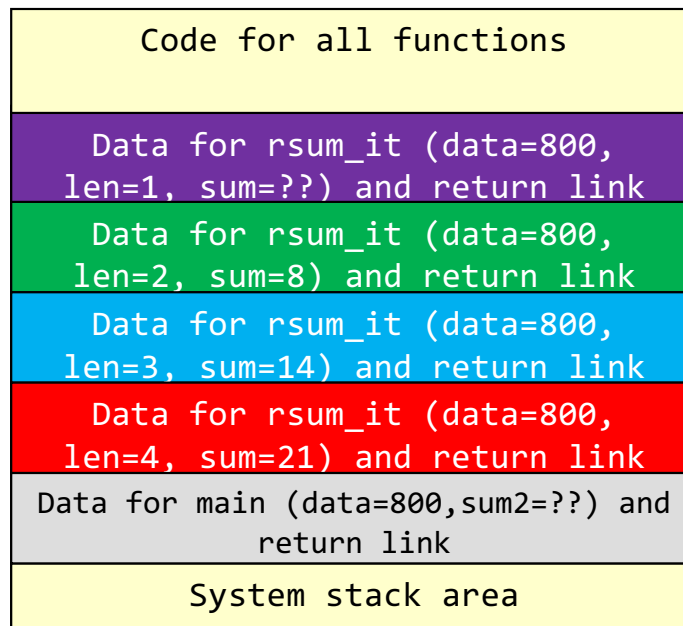 Code for all functions
Data for rsum_it (data=800,
len=1, sum=??) and return link
Data for rsum_it (data=800,
len=2, sum=8) and return link
Data for rsum_it (data=800,
len=3, sum=14) and return link
Data for rsum_it (data=800,
len=4, sum=21) and return link
Data for main (data=800,sum2=??) and
return link
System stack area